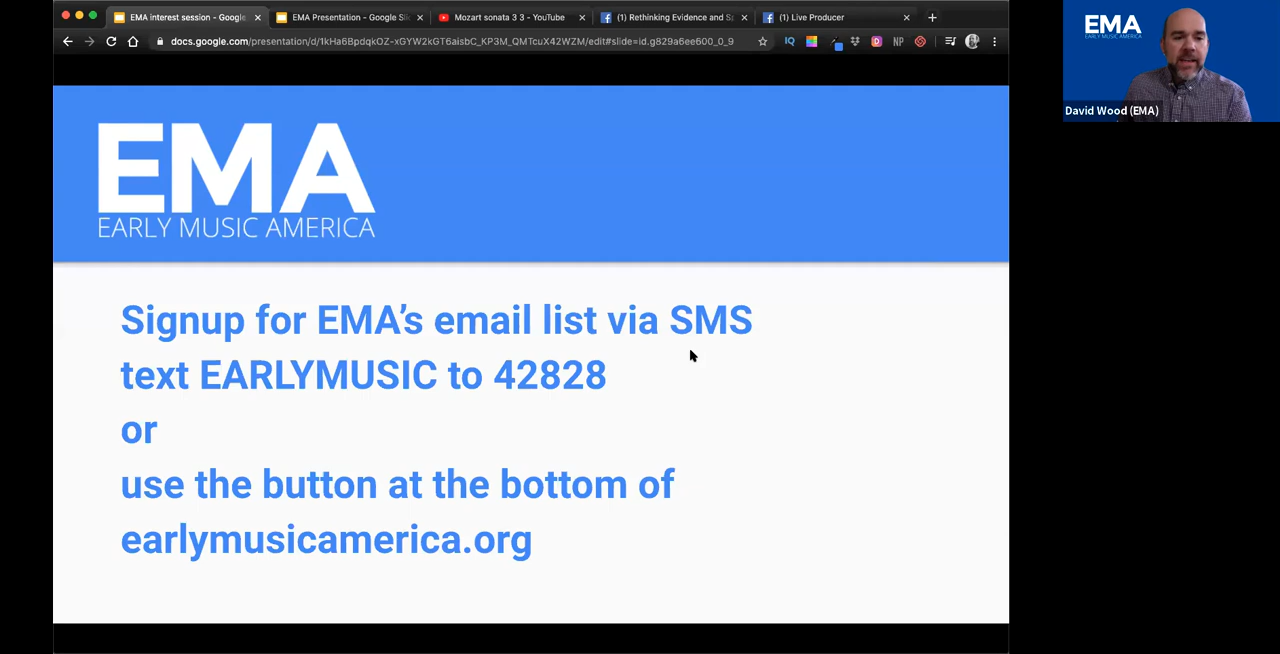 EMA interest session - Google
EMA Presentation - Google Sli
Mozart sonata 3 3 - YouTube
(1) Rethinking Evidence and S
(1) Live Producer
docs.google.com/presentation/d/1kHa6BpdqkOZ-xGYW2kGT6aisbC_KP3M_QMTcuX42WZM/edit#slide=id.g829a6ee600_0_9
IQ
NP
EMA
EARLY MUSIC AMERICA
David Wood (EMA)
EMA
EARLY MUSIC AMERICA
Signup for EMA’s email list via SMS
text EARLYMUSIC to 42828
or
use the button at the bottom of
earlymusicamerica.org